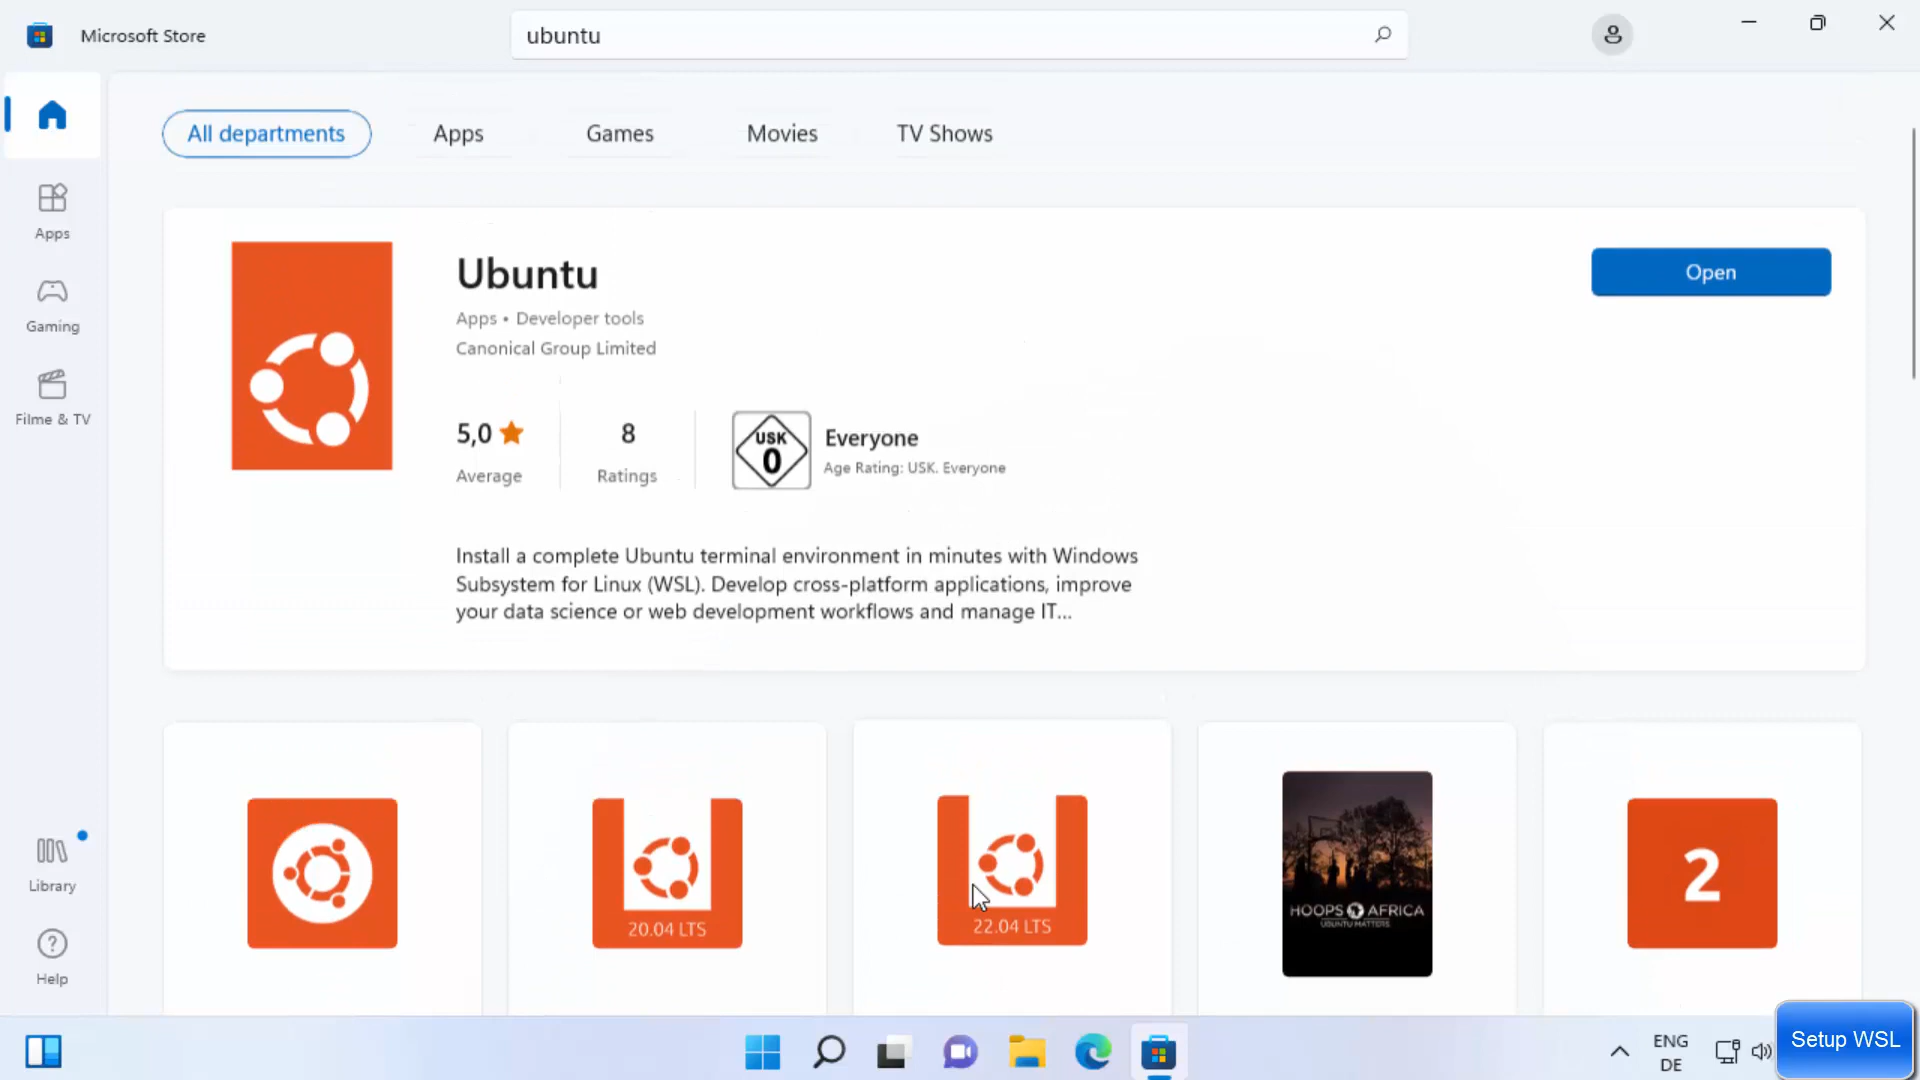 Microsoft Store
ubuntu
All departments
Apps
Games
Movies
TV Shows
Apps
Gaming
Filme & TV
Library
Help
Ubuntu
Apps • Developer tools
Canonical Group Limited
Open
5,0
Average
8
Ratings
USK
0
Everyone
Age Rating: USK. Everyone
Install a complete Ubuntu terminal environment in minutes with Windows
Subsystem for Linux (WSL). Develop cross-platform applications, improve
your data science or web development workflows and manage IT...
20.04 LTS
22.04 LTS
HOOPS AFRICA
UBUNTU MATTERS
2
ENG
DE
Setup WSL